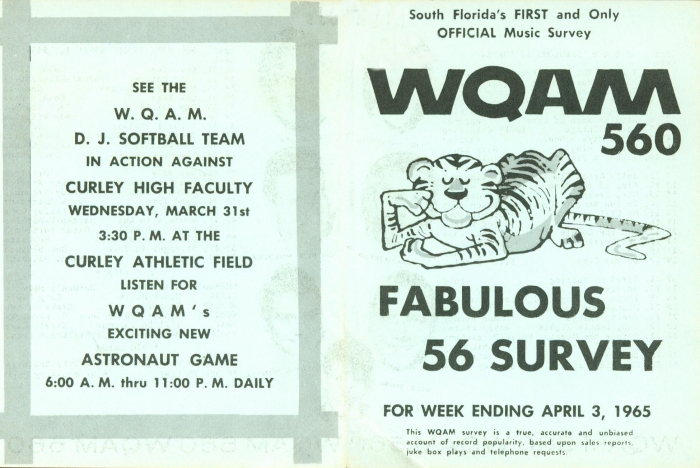 SEE THE
W. Q. A. M.
D. J. SOFTBALL TEAM
IN ACTION AGAINST
CURLEY HIGH FACULTY
WEDNESDAY, MARCH 31st
3:30 P. M. AT THE
CURLEY ATHLETIC FIELD
LISTEN FOR
W Q A M ' s
EXCITING NEW
ASTRONAUT GAME
6:00 A. M. thru 11:00 P. M. DAILY
South Florida's FIRST and Only
OFFICIAL Music Survey
WQAM
560
FABULOUS
56 SURVEY
FOR WEEK ENDING APRIL 3, 1965
This WQAM survey is a true, accurate and unbiased
account of record popularity, based upon sales reports,
juke box plays and telephone requests.